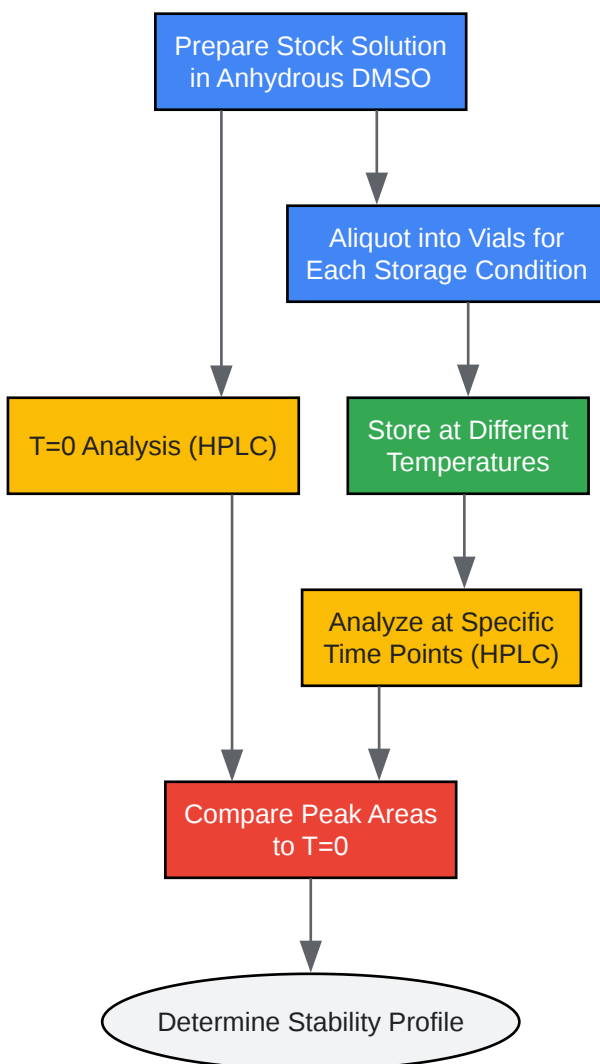 Prepare Stock Solution
in Anhydrous DMSO
Aliquot into Vials for
Each Storage Condition
T=0 Analysis (HPLC)
Store at Different
Temperatures
Analyze at Specific
Time Points (HPLC)
Compare Peak Areas
to T=0
Determine Stability Profile